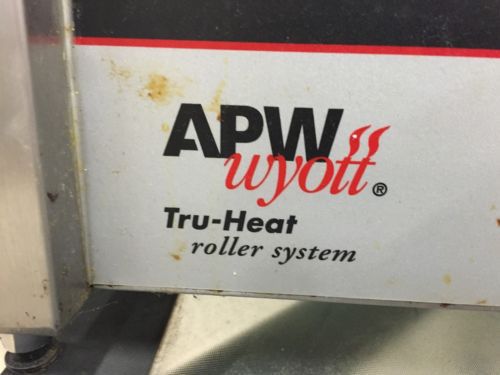 APW
wyott®
Tru-Heat
roller system